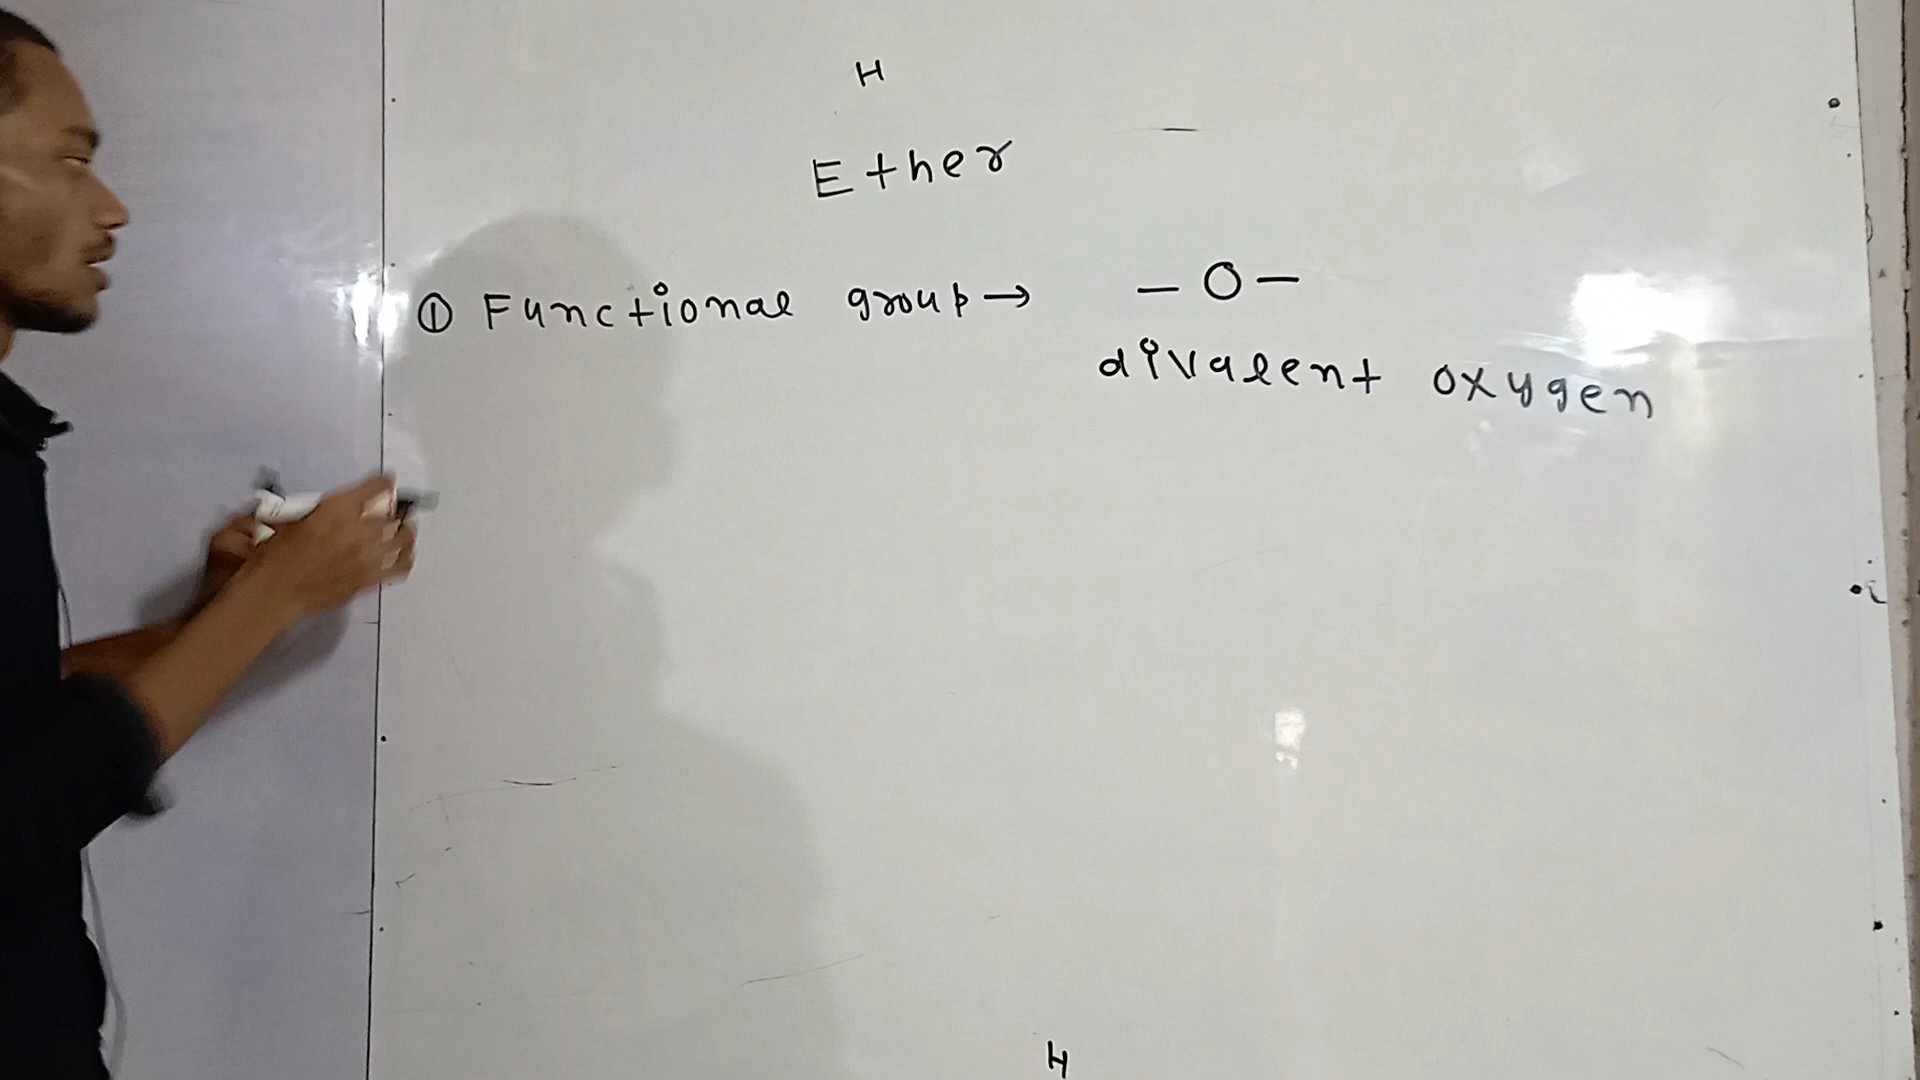 H
Ether
① Functional group → – O –
divalent oxygen
H